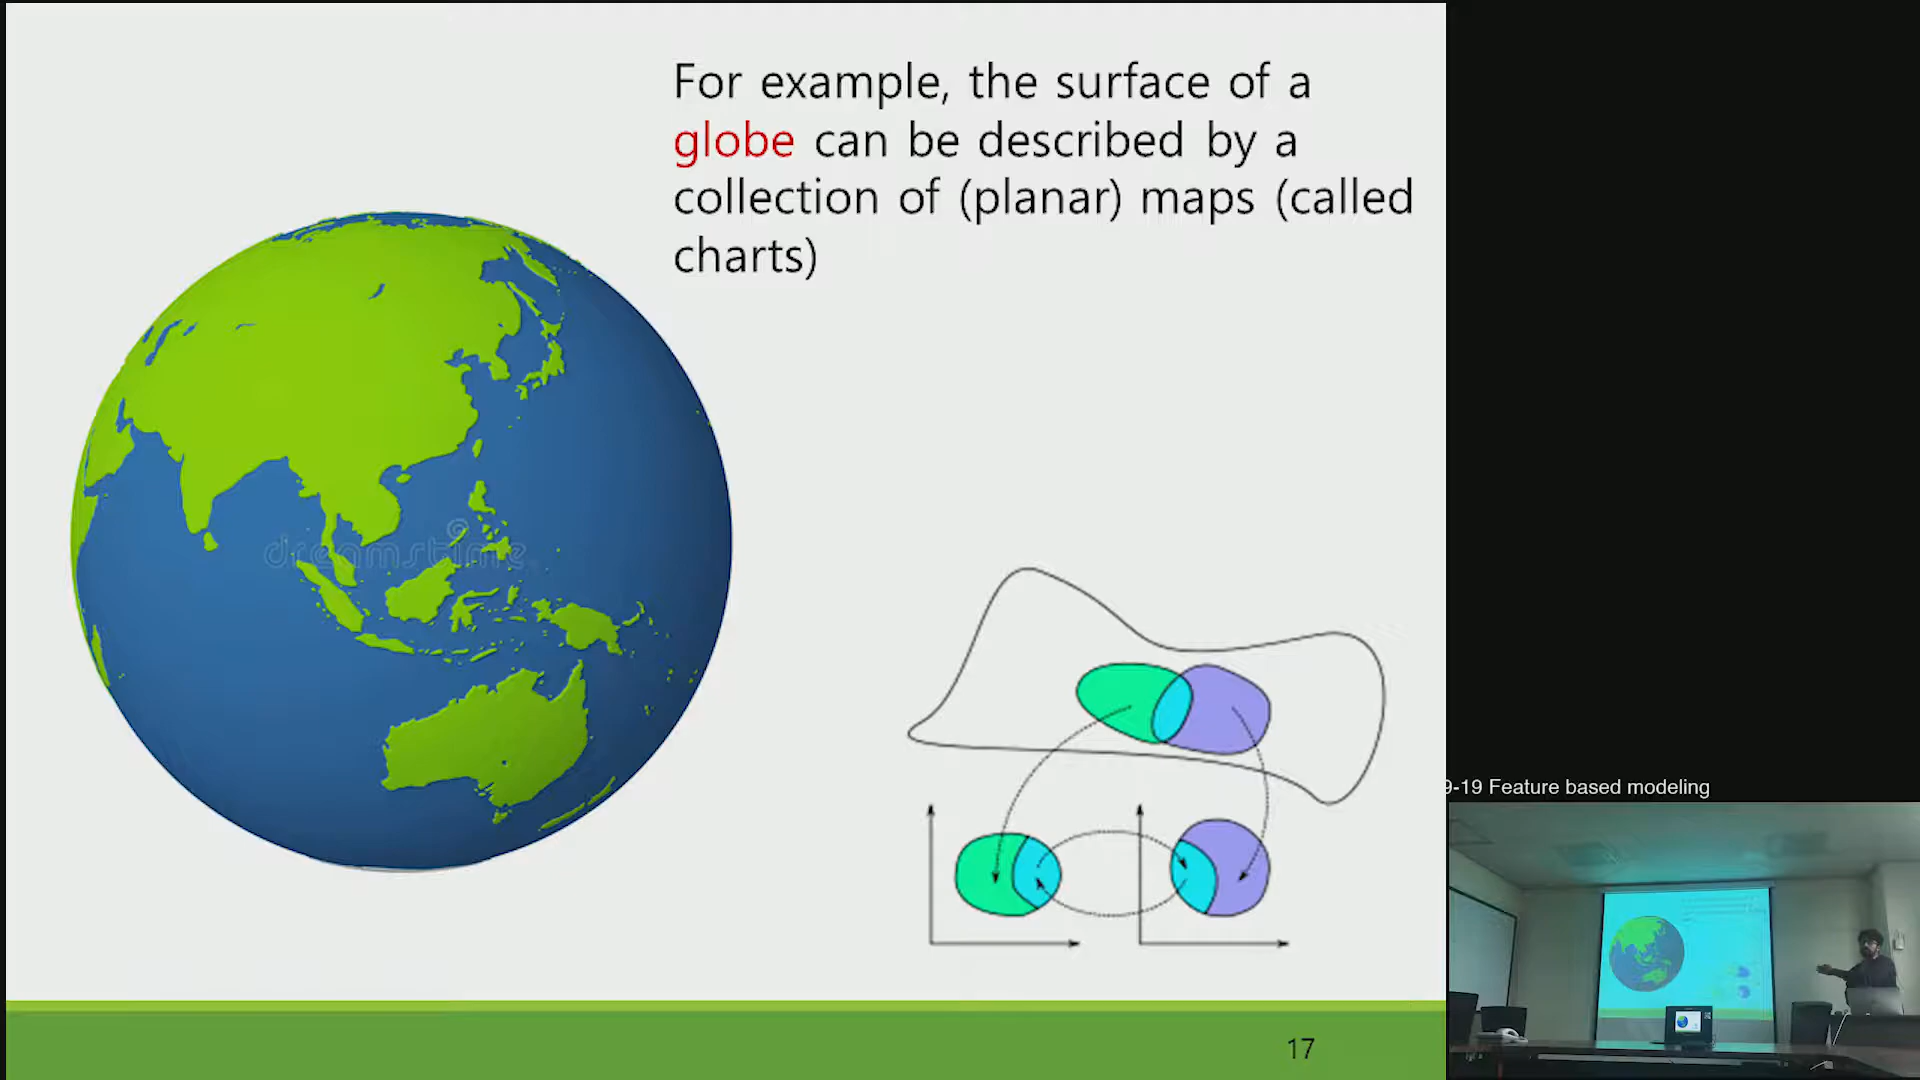 For example, the surface of a
globe can be described by a
collection of (planar) maps (called
charts)
dreamstime
9-19 Feature based modeling
17